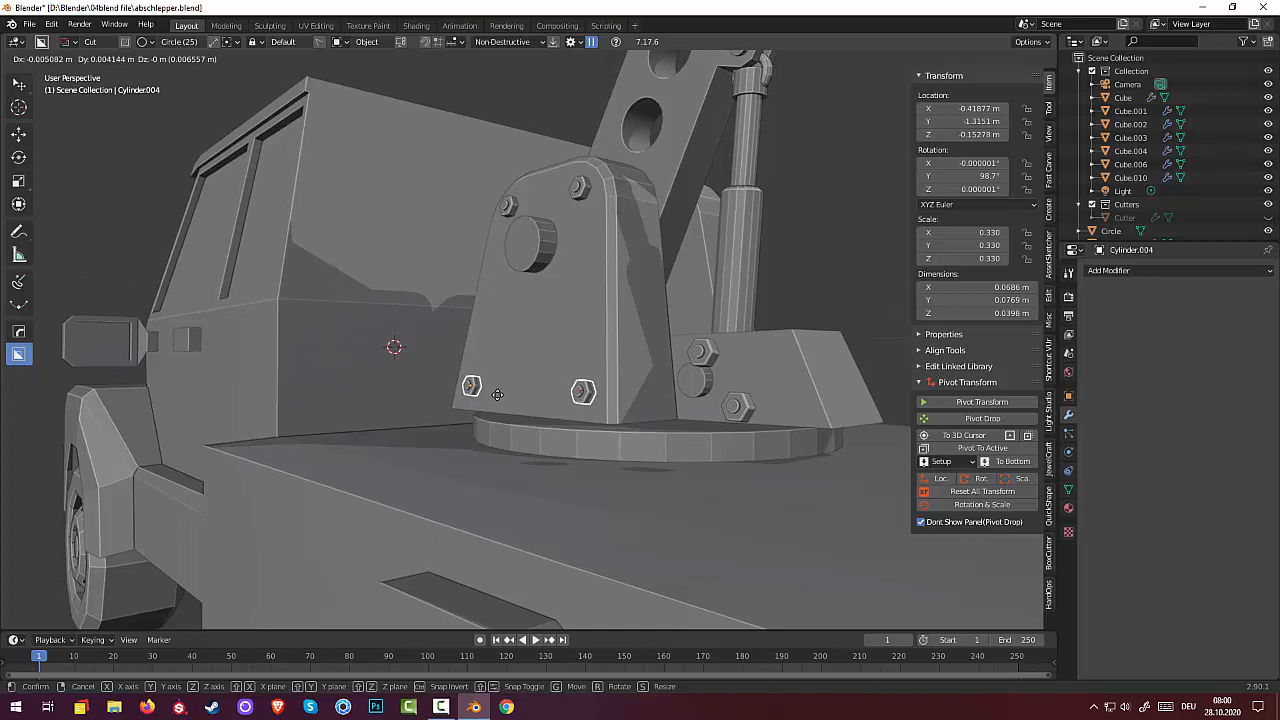 Blender* [D:\Blender\04blend file\abschlepper.blend]
File Edit Render Window Help Layout Modeling Sculpting UV Editing Texture Paint Shading Animation Rendering Compositing Scripting + Scene View Layer
Cut Circle (25) Default Object Non Destructive 7.17.6 Options
Dx: -0.005082 m Dy: 0.004144 m Dz: -0 m (0.006557 m)
User Perspective
(1) Scene Collection | Cylinder.004
Transform
Location:
X -0.41877 m
Y -1.3151 m
Z -0.15278 m
Rotation:
X -0.000001°
Y 98.7°
Z 0.000001°
XYZ Euler
Scale:
X 0.330
Y 0.330
Z 0.330
Dimensions:
X 0.0686 m
Y 0.0769 m
Z 0.0398 m
Properties
Align Tools
Edit Linked Library
Pivot Transform
Pivot Transform
Pivot Drop
To 3D Cursor
Pivot To Active
Setup To Bottom
Loc. Rot. Sca.
Reset All Transform
Rotation & Scale
Dont Show Panel(Pivot Drop)
Item
Tool
View
Fast Carve
Create
AssetSketcher
Edit
Misc
Shortcut VUr
Light Studio
JewelCraft
QuickShape
BoxCutter
HardOps
Scene Collection
Collection
Camera
Cube
Cube.001
Cube.002
Cube.003
Cube.004
Cube.006
Cube.010
Light
Cutters
Cutter
Circle
Cylinder.004
Add Modifier
Playback Keying View Marker 1 Start 1 End 250
1 10 20 30 40 50 60 70 80 90 100 110 120 130 140 150 160 170 180 190 200 210 220 230 240 250
Confirm Cancel X X axis Y Y axis Z Z axis X X plane Y Y plane Z Z plane Snap Invert Snap Toggle G Move R Rotate S Resize
2.90.1
DEU 08:00
28.10.2020